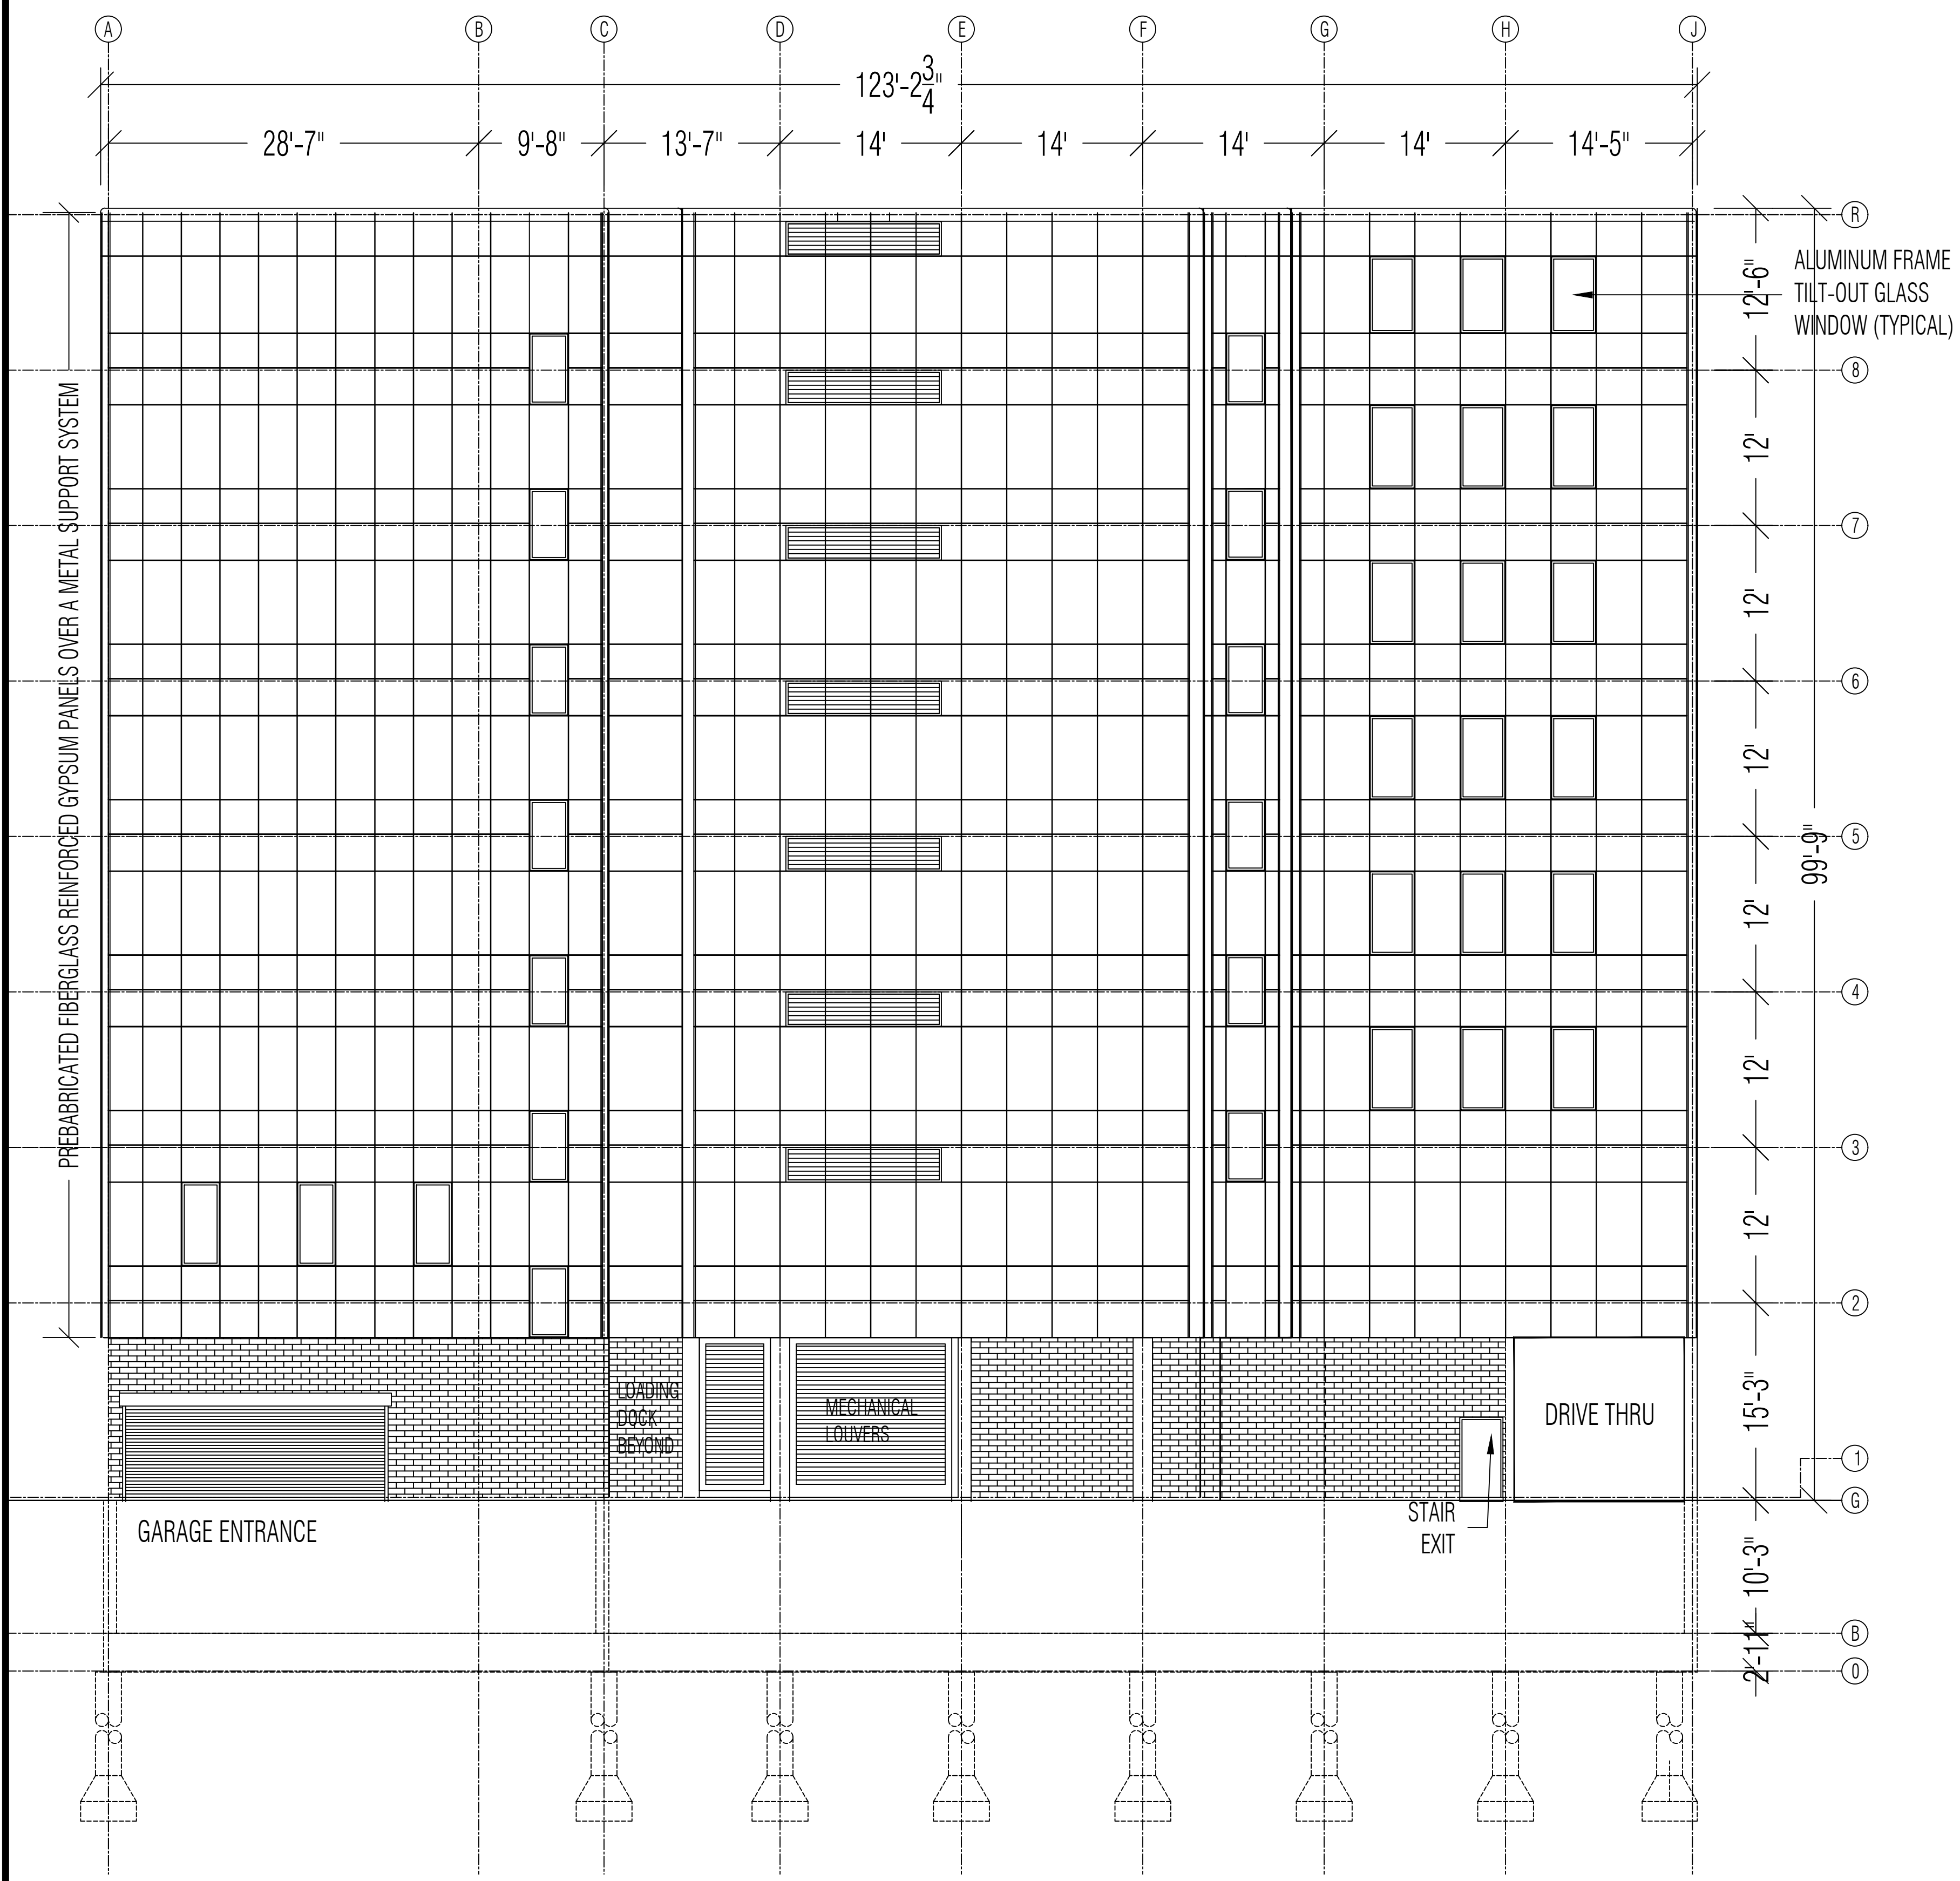 A B C D E F G H J
123'-2 3/4"
28'-7" 9'-8" 13'-7" 14' 14' 14' 14' 14'-5"
R
12'-6"
ALUMINUM FRAME
TILT-OUT GLASS
WINDOW (TYPICAL)
8
12'
7
12'
6
12'
5
99'-9"
12'
4
12'
3
12'
2
PREBABRICATED FIBERGLASS REINFORCED GYPSUM PANELS OVER A METAL SUPPORT SYSTEM
LOADING
DOCK
BEYOND
MECHANICAL
LOUVERS
DRIVE THRU
15'-3"
1
G
STAIR
EXIT
GARAGE ENTRANCE
10'-3"
B
2'-11"
0